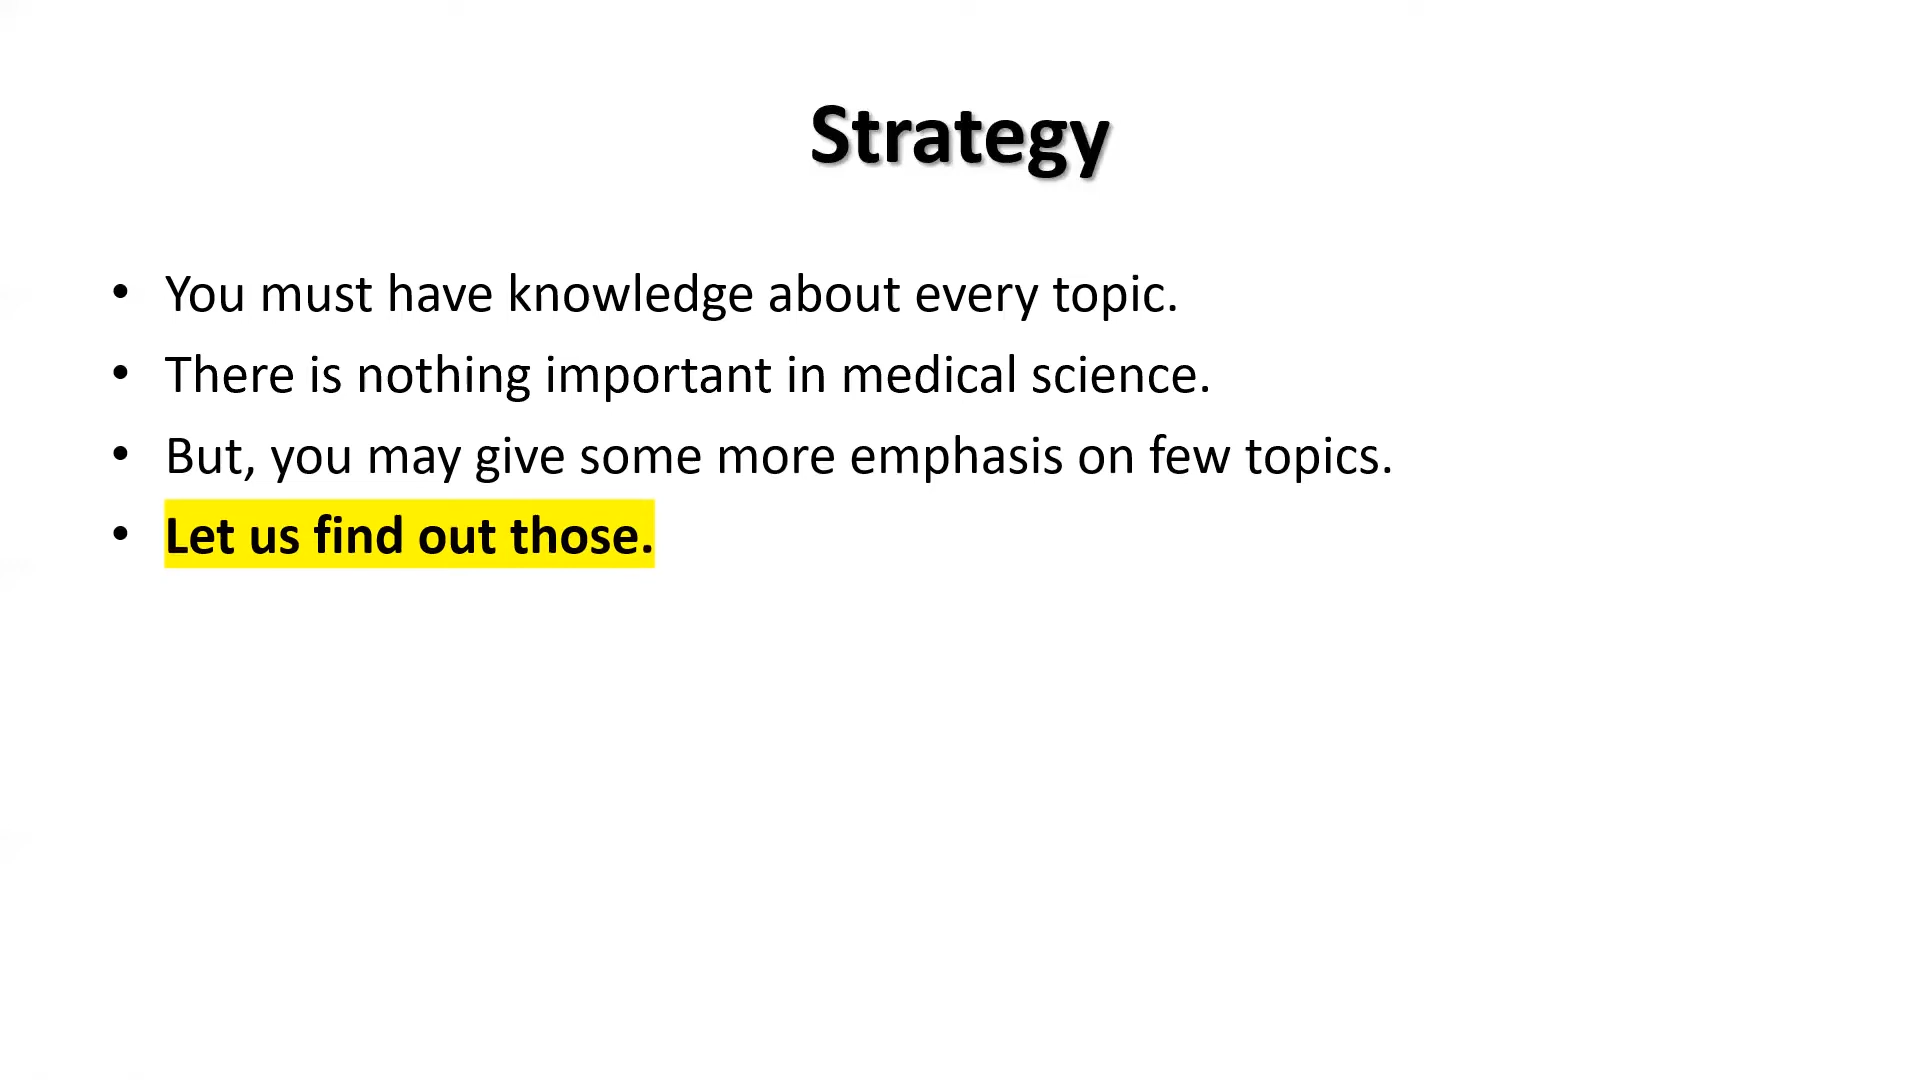 Strategy
• You must have knowledge about every topic.
• There is nothing important in medical science.
• But, you may give some more emphasis on few topics.
• Let us find out those.